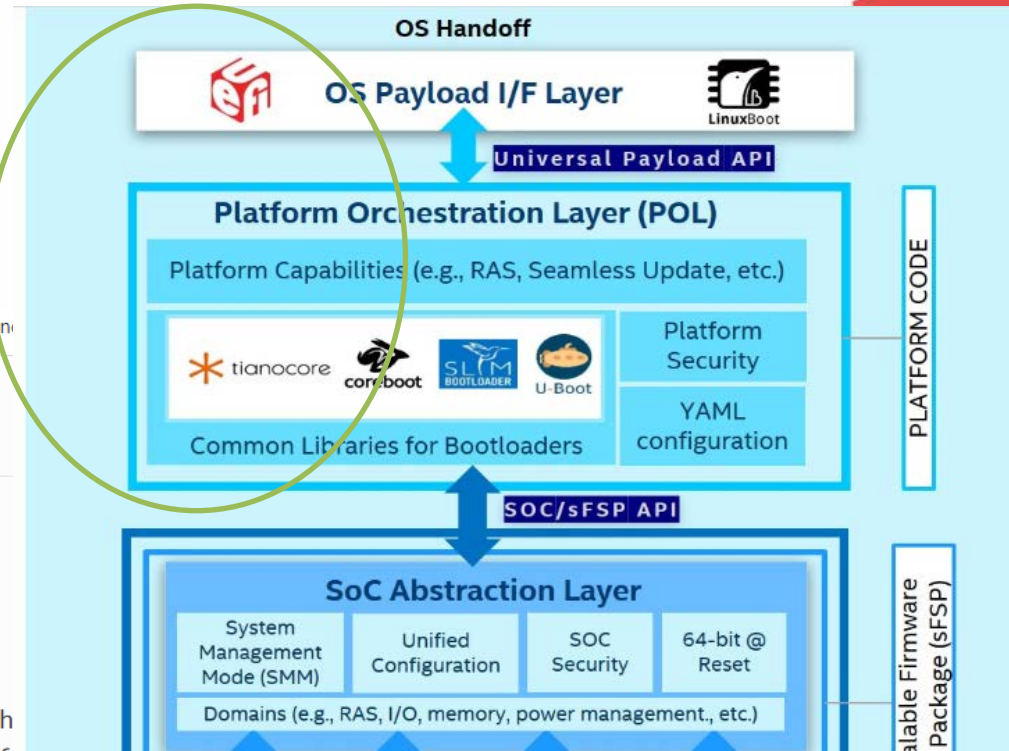 OS Handoff
UEFI
OS Payload I/F Layer
LinuxBoot
Universal Payload API
Platform Orchestration Layer (POL)
Platform Capabilities (e.g., RAS, Seamless Update, etc.)
tianocore
coreboot
SLIM
BOOTLOADER
U-Boot
Common Libraries for Bootloaders
Platform
Security
YAML
configuration
PLATFORM CODE
SOC/sFSP API
SoC Abstraction Layer
System
Management
Mode (SMM)
Unified
Configuration
SOC
Security
64-bit @
Reset
Domains (e.g., RAS, I/O, memory, power management., etc.)
alable Firmware
Package (sFSP)